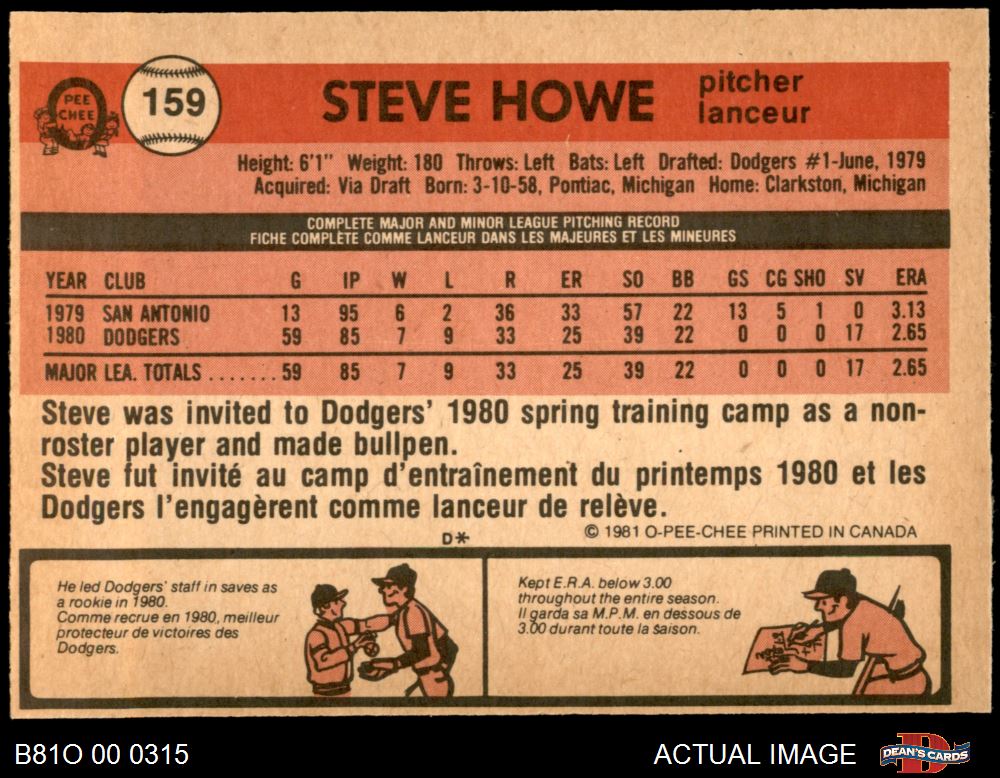 PEE
CHEE
159
STEVE HOWE
pitcher
lanceur
Height: 6'1" Weight: 180 Throws: Left Bats: Left Drafted: Dodgers #1-June, 1979
Acquired: Via Draft Born: 3-10-58, Pontiac, Michigan Home: Clarkston, Michigan
COMPLETE MAJOR AND MINOR LEAGUE PITCHING RECORD
FICHE COMPLÈTE COMME LANCEUR DANS LES MAJEURES ET LES MINEURES
YEAR CLUB G IP W L R ER SO BB GS CG SHO SV ERA
1979 SAN ANTONIO 13 95 6 2 36 33 57 22 13 5 1 0 3.13
1980 DODGERS 59 85 7 9 33 25 39 22 0 0 0 17 2.65
MAJOR LEA. TOTALS ....... 59 85 7 9 33 25 39 22 0 0 0 17 2.65
Steve was invited to Dodgers' 1980 spring training camp as a non-
roster player and made bullpen.
Steve fut invité au camp d'entraînement du printemps 1980 et les
Dodgers l'engagèrent comme lanceur de relève.
D*
© 1981 O-PEE-CHEE PRINTED IN CANADA
He led Dodgers' staff in saves as
a rookie in 1980.
Comme recrue en 1980, meilleur
protecteur de victoires des
Dodgers.
Kept E.R.A. below 3.00
throughout the entire season.
Il garda sa M.P.M. en dessous de
3.00 durant toute la saison.
B81O 00 0315
ACTUAL IMAGE
DEAN'S CARDS